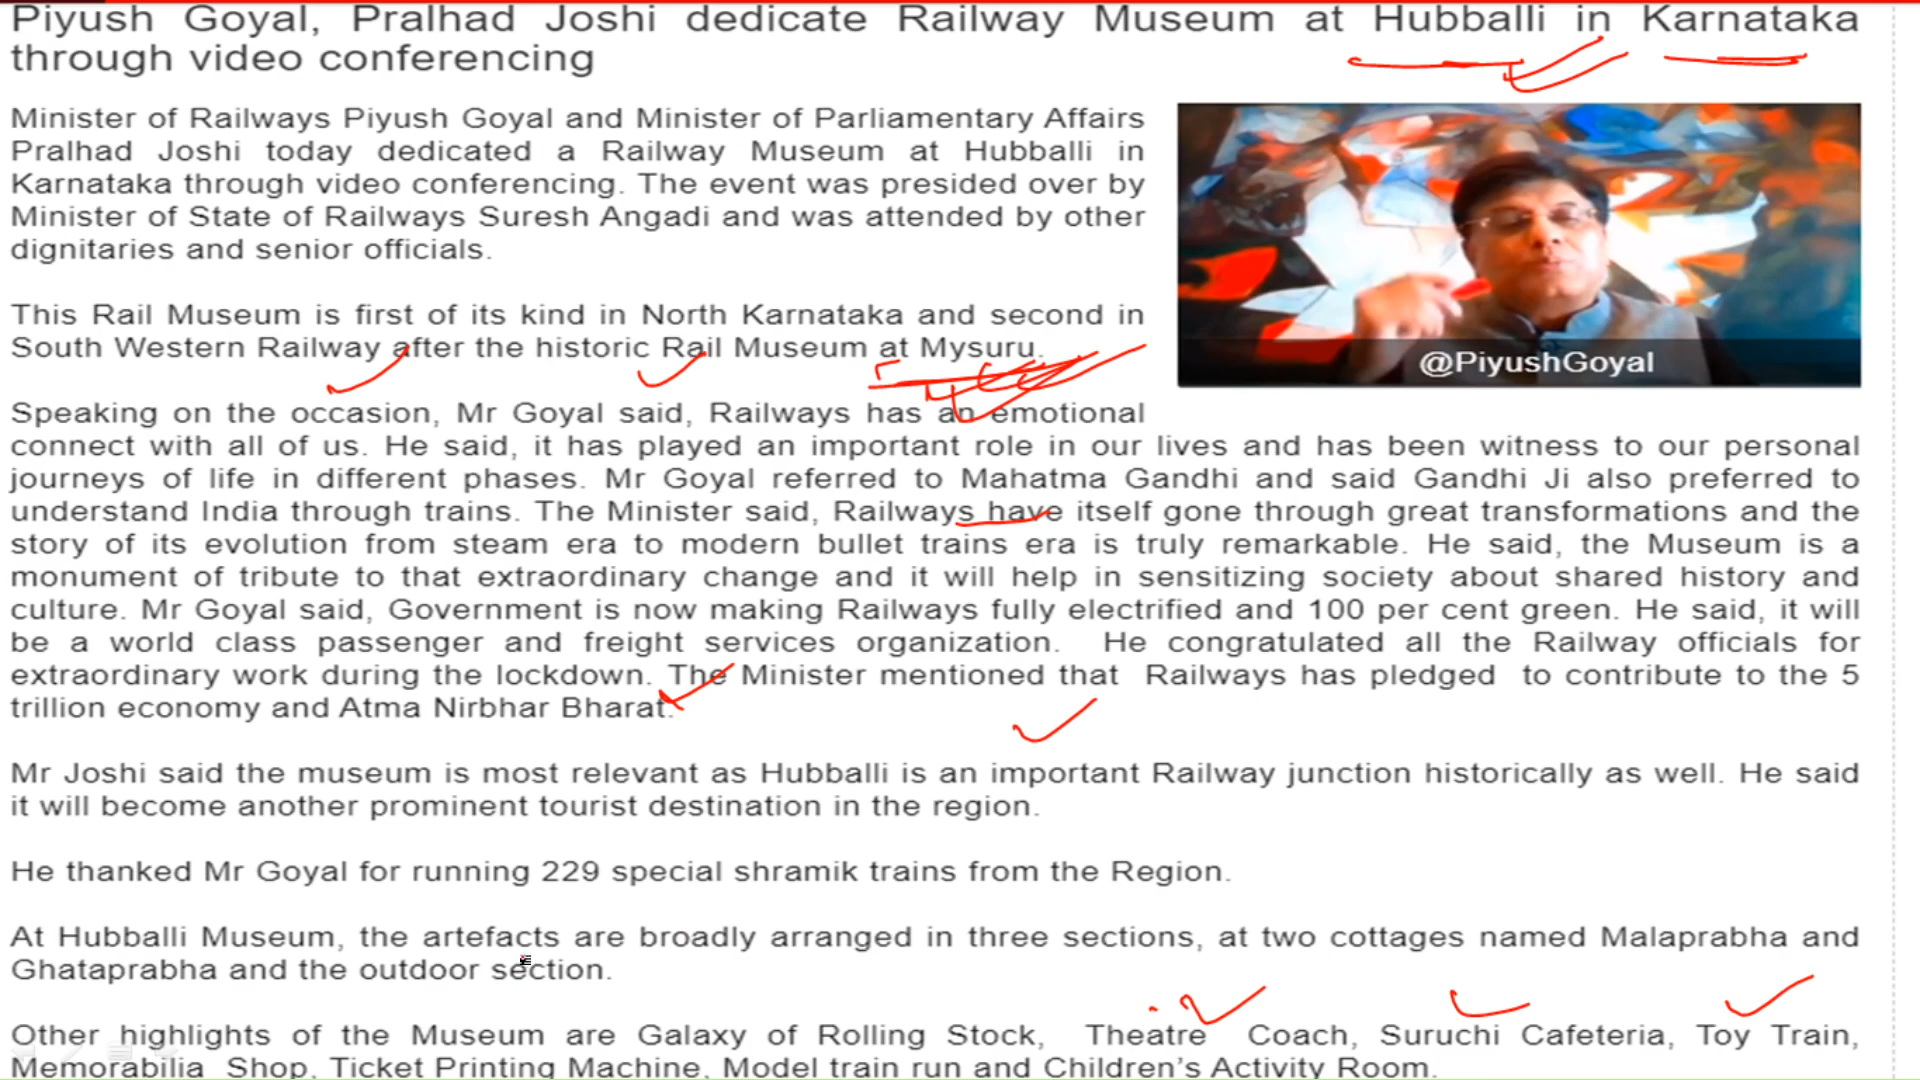 Piyush Goyal, Pralhad Joshi dedicate Railway Museum at Hubballi in Karnataka
through video conferencing
Minister of Railways Piyush Goyal and Minister of Parliamentary Affairs
Pralhad Joshi today dedicated a Railway Museum at Hubballi in
Karnataka through video conferencing. The event was presided over by
Minister of State of Railways Suresh Angadi and was attended by other
dignitaries and senior officials.
@PiyushGoyal
This Rail Museum is first of its kind in North Karnataka and second in
South Western Railway after the historic Rail Museum at Mysuru.
Speaking on the occasion, Mr Goyal said, Railways has an emotional
connect with all of us. He said, it has played an important role in our lives and has been witness to our personal
journeys of life in different phases. Mr Goyal referred to Mahatma Gandhi and said Gandhi Ji also preferred to
understand India through trains. The Minister said, Railways have itself gone through great transformations and the
story of its evolution from steam era to modern bullet trains era is truly remarkable. He said, the Museum is a
monument of tribute to that extraordinary change and it will help in sensitizing society about shared history and
culture. Mr Goyal said, Government is now making Railways fully electrified and 100 per cent green. He said, it will
be a world class passenger and freight services organization. He congratulated all the Railway officials for
extraordinary work during the lockdown. The Minister mentioned that Railways has pledged to contribute to the 5
trillion economy and Atma Nirbhar Bharat.
Mr Joshi said the museum is most relevant as Hubballi is an important Railway junction historically as well. He said
it will become another prominent tourist destination in the region.
He thanked Mr Goyal for running 229 special shramik trains from the Region.
At Hubballi Museum, the artefacts are broadly arranged in three sections, at two cottages named Malaprabha and
Ghataprabha and the outdoor section.
Other highlights of the Museum are Galaxy of Rolling Stock, Theatre Coach, Suruchi Cafeteria, Toy Train,
Memorabilia Shop, Ticket Printing Machine, Model train run and Children's Activity Room.